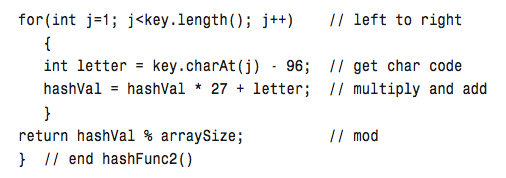 for(int j=1; j<key.length(); j++)    // left to right
   {
   int letter = key.charAt(j) - 96;  // get char code
   hashVal = hashVal * 27 + letter;  // multiply and add
   }
return hashVal % arraySize;          // mod
}  // end hashFunc2()